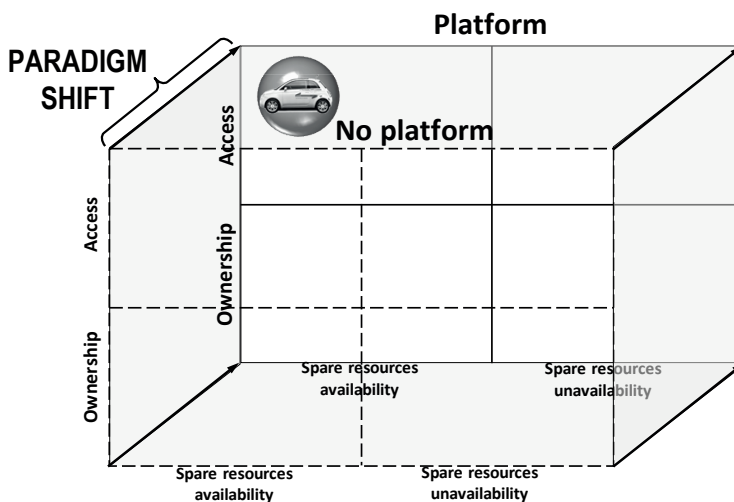 Platform
PARADIGM
SHIFT
No platform
Access
Access
Ownership
Ownership
Spare resources
availability
Spare resources
unavailability
Spare resources
availability
Spare resources
unavailability